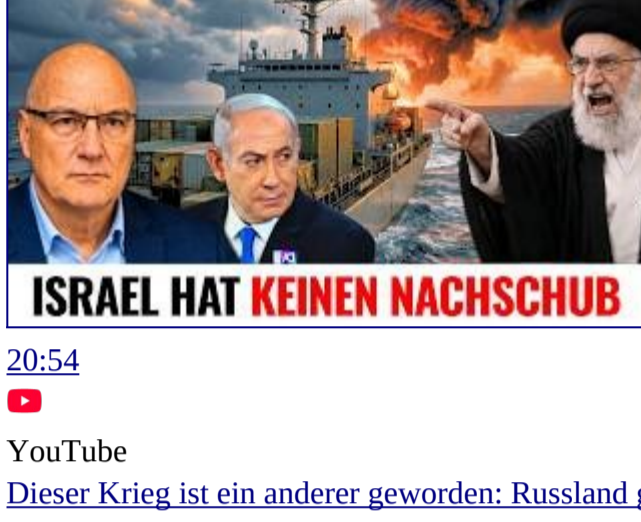 ISRAEL HAT KEINEN NACHSCHUB
20:54
YouTube
Dieser Krieg ist ein anderer geworden: Russland